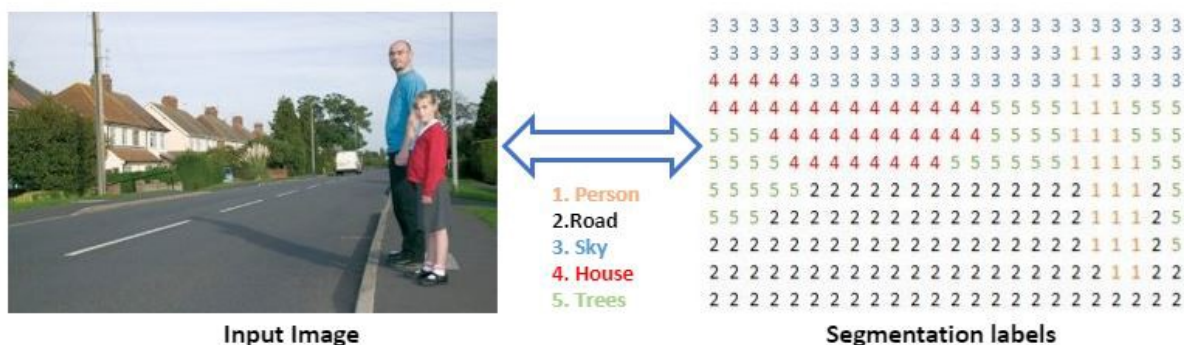 3 3 3 3 3 3 3 3 3 3 3 3 3 3 3 3 3 3 3 3 3 3 3 3
3 3 3 3 3 3 3 3 3 3 3 3 3 3 3 3 3 3 1 1 3 3 3 3
4 4 4 4 4 3 3 3 3 3 3 3 3 3 3 3 3 3 1 1 3 3 3 3
4 4 4 4 4 4 4 4 4 4 4 4 4 4 5 5 5 5 1 1 1 5 5 5
5 5 5 4 4 4 4 4 4 4 4 4 4 4 5 5 5 5 1 1 1 5 5 5
5 5 5 5 4 4 4 4 4 4 4 4 5 5 5 5 5 5 1 1 1 1 5 5
5 5 5 5 5 2 2 2 2 2 2 2 2 2 2 2 2 2 2 1 1 1 2 5
5 5 5 2 2 2 2 2 2 2 2 2 2 2 2 2 2 2 2 1 1 1 2 5
2 2 2 2 2 2 2 2 2 2 2 2 2 2 2 2 2 2 2 1 1 1 2 5
2 2 2 2 2 2 2 2 2 2 2 2 2 2 2 2 2 2 2 2 1 1 2 2
2 2 2 2 2 2 2 2 2 2 2 2 2 2 2 2 2 2 2 2 2 2 2 2
1. Person
2.Road
3. Sky
4. House
5. Trees
Input Image
Segmentation labels